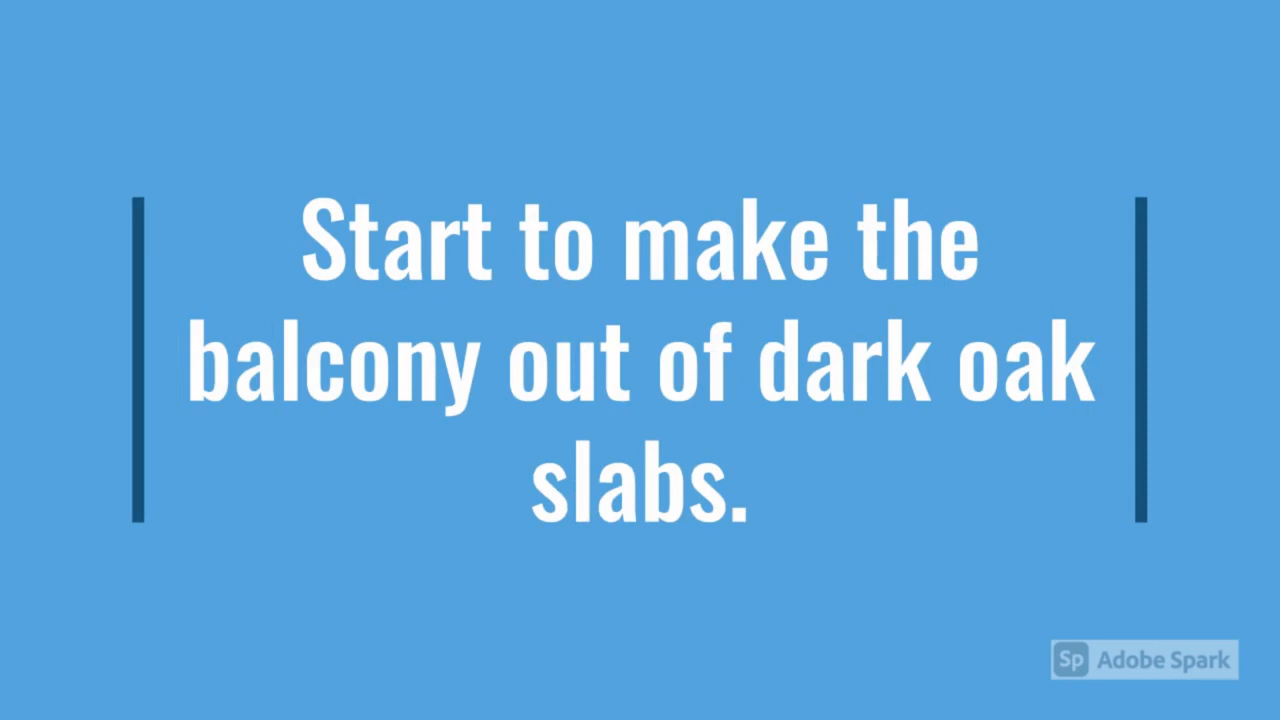 Start to make the
balcony out of dark oak
slabs.
Sp Adobe Spark